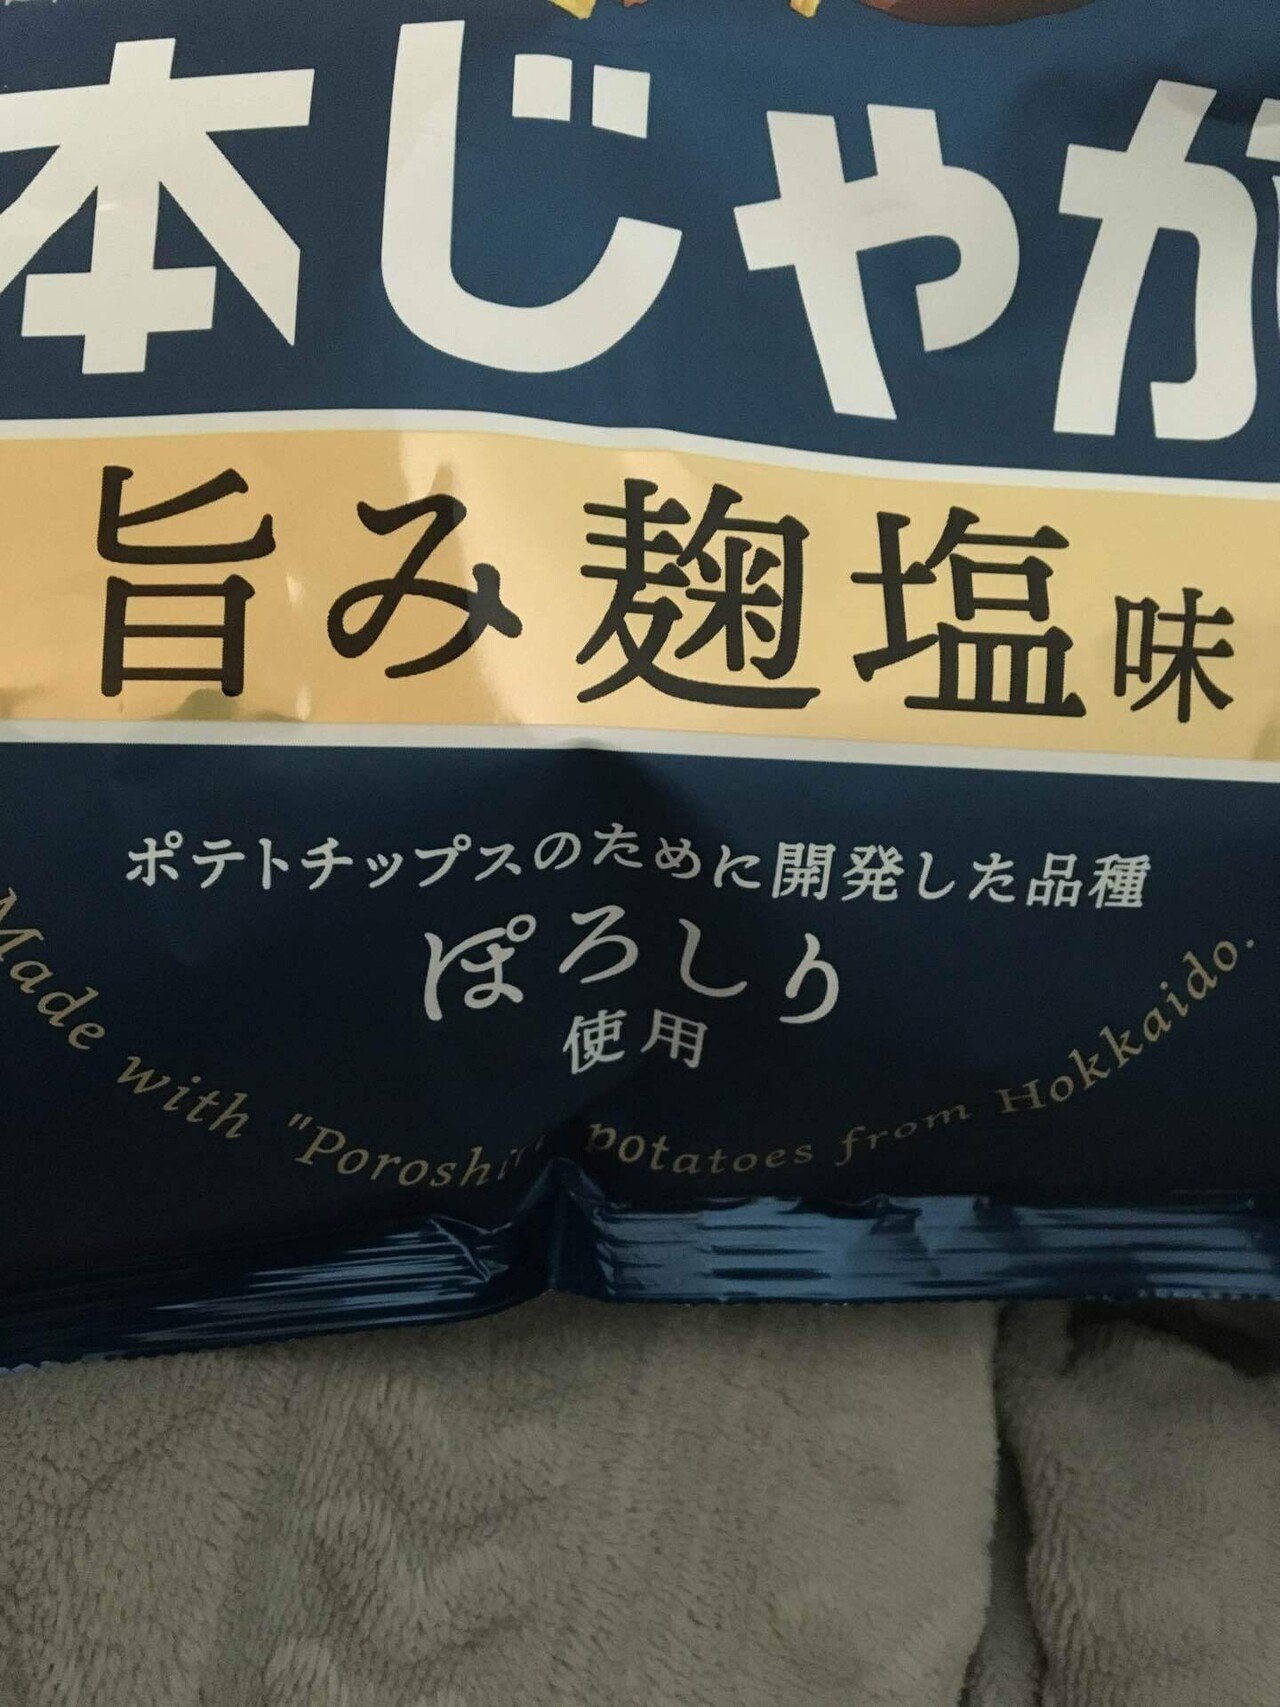 本じゃが
旨み麹塩味
ポテトチップスのために開発した品種
ぽろしり
使用
Made with "Poroshiri" potatoes from Hokkaido.